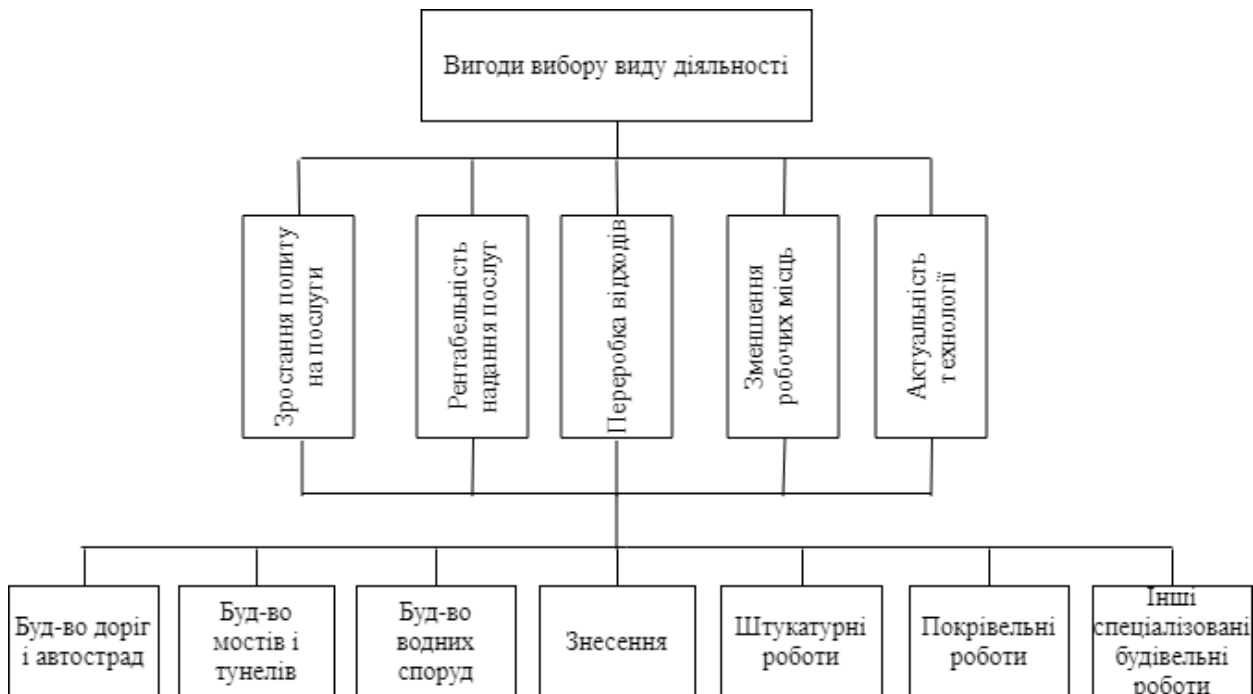 Вигоди вибору виду діяльності
Зростання попиту
на послуги
Рентабельність
надання послуг
Переробка відходів
Зменшення
робочих місць
Актуальність
технології
Буд-во доріг
і автострад
Буд-во
мостів і
тунелів
Буд-во
водних
споруд
Знесення
Штукатурні
роботи
Покрівельні
роботи
Інші
спеціалізовані
будівельні
роботи